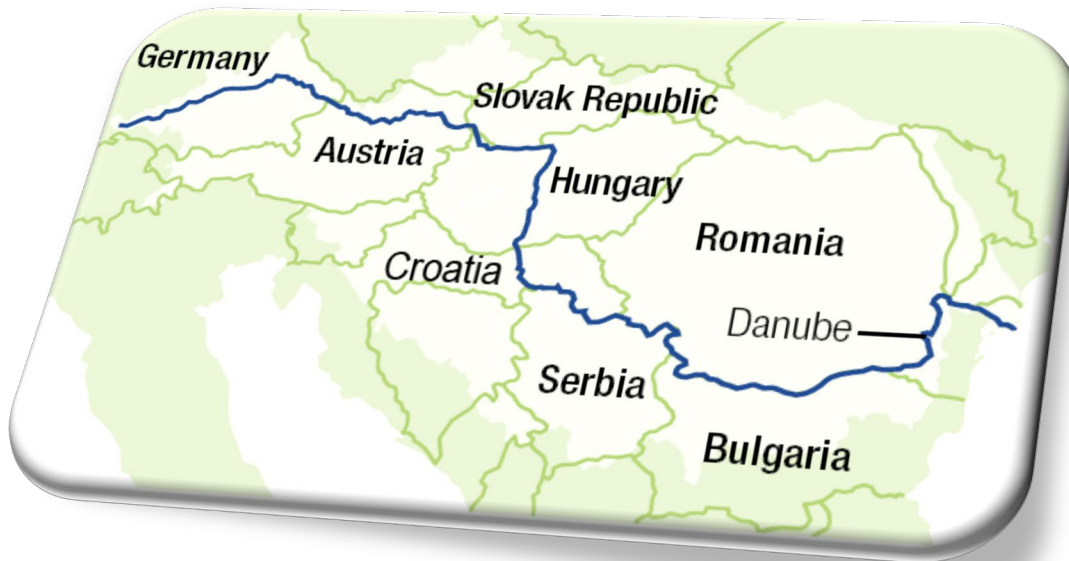 Germany
Slovak Republic
Austria
Hungary
Romania
Croatia
Danube
Serbia
Bulgaria